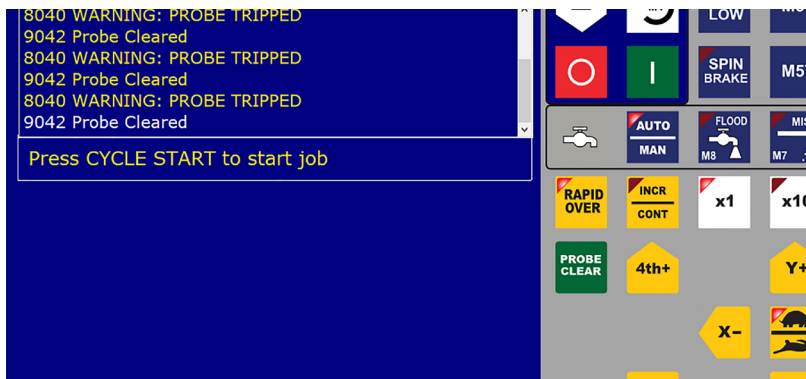 8040 WARNING: PROBE TRIPPED
9042 Probe Cleared
8040 WARNING: PROBE TRIPPED
9042 Probe Cleared
8040 WARNING: PROBE TRIPPED
9042 Probe Cleared
Press CYCLE START to start job
LOW
SPIN
BRAKE
M5
AUTO
MAN
FLOOD
M8
M7
RAPID
OVER
INCR
CONT
x1
x10
PROBE
CLEAR
4th+
Y+
X-